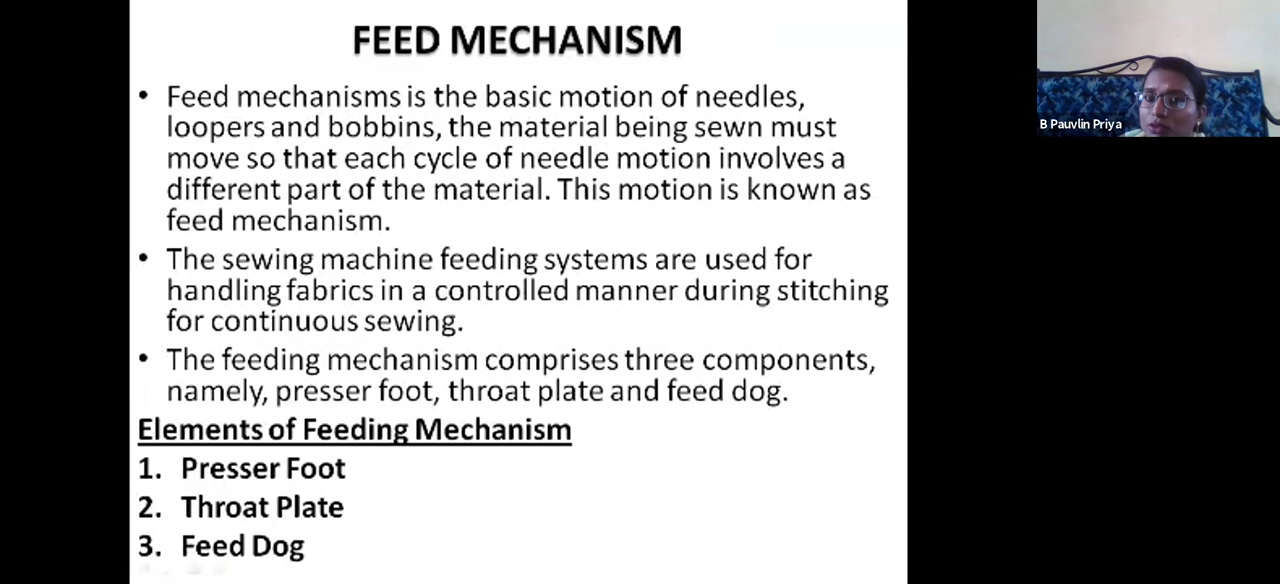 FEED MECHANISM
• Feed mechanisms is the basic motion of needles,
loopers and bobbins, the material being sewn must
move so that each cycle of needle motion involves a
different part of the material. This motion is known as
feed mechanism.
• The sewing machine feeding systems are used for
handling fabrics in a controlled manner during stitching
for continuous sewing.
• The feeding mechanism comprises three components,
namely, presser foot, throat plate and feed dog.
Elements of Feeding Mechanism
1. Presser Foot
2. Throat Plate
3. Feed Dog
B Pauvlin Priya